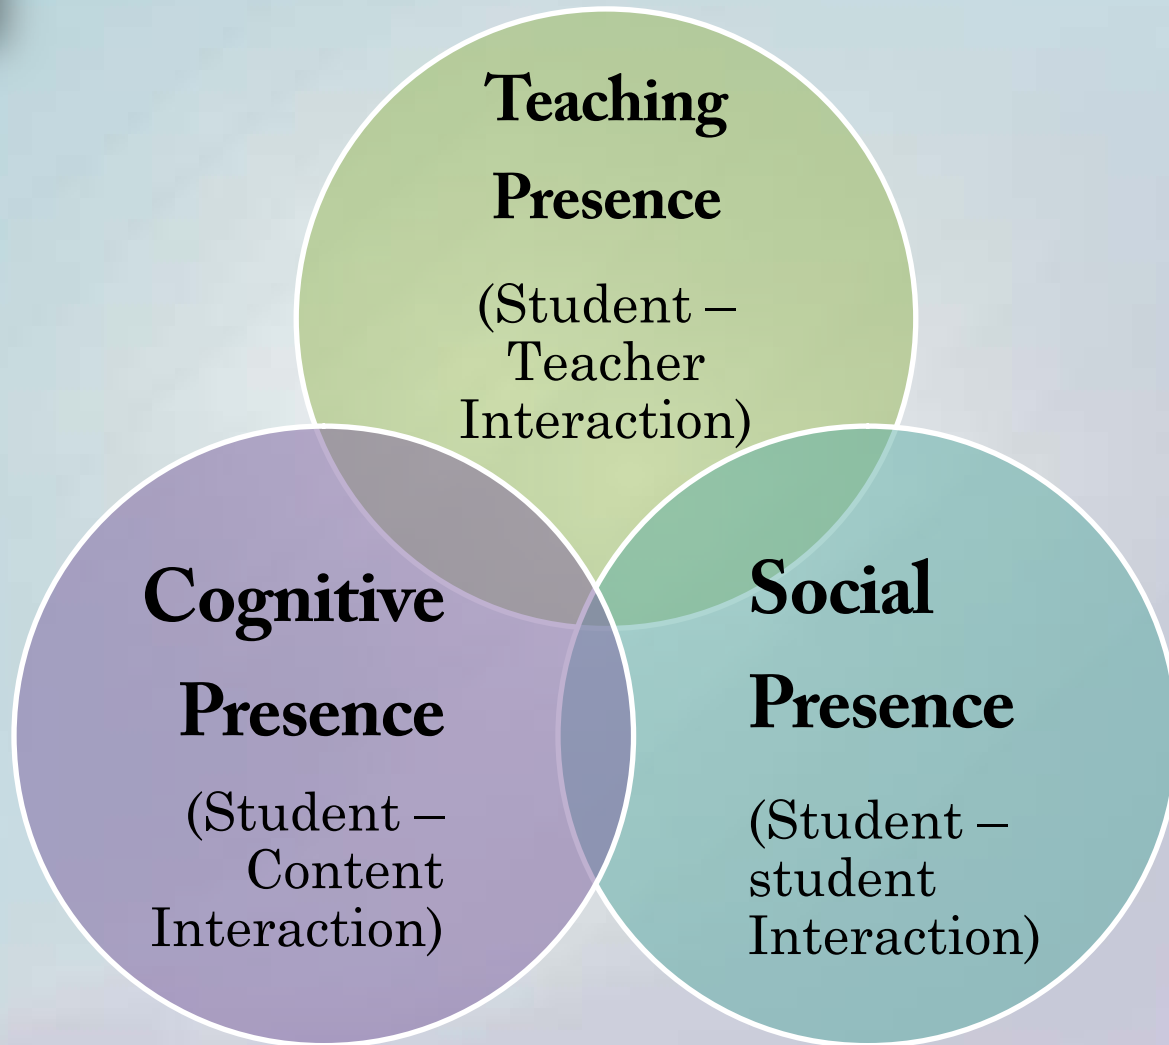 Teaching
Presence
(Student –
Teacher
Interaction)
Cognitive
Presence
(Student –
Content
Interaction)
Social
Presence
(Student –
student
Interaction)